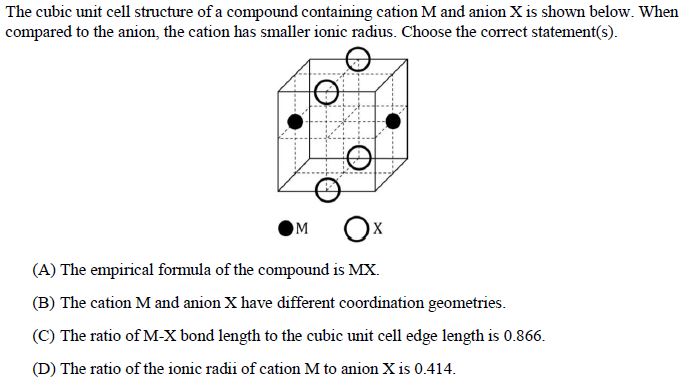 The cubic unit cell structure of a compound containing cation M and anion X is shown below. When
compared to the anion, the cation has smaller ionic radius. Choose the correct statement(s).
M X
(A) The empirical formula of the compound is MX.
(B) The cation M and anion X have different coordination geometries.
(C) The ratio of M-X bond length to the cubic unit cell edge length is 0.866.
(D) The ratio of the ionic radii of cation M to anion X is 0.414.